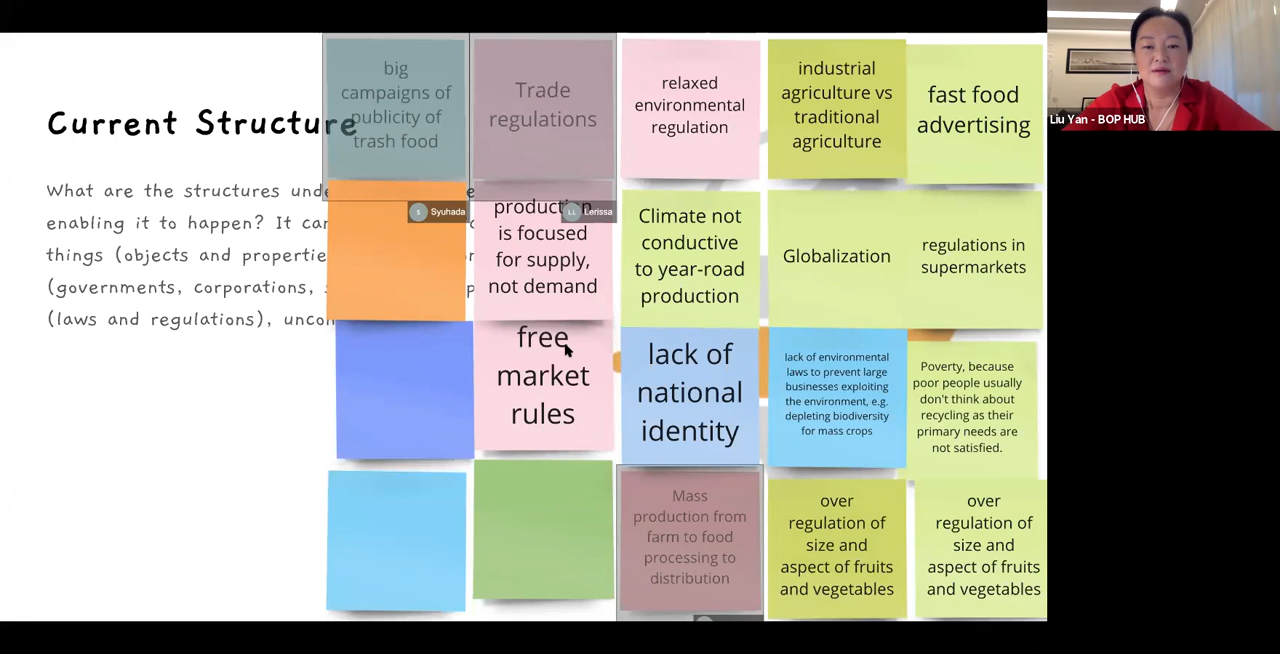 Current Structure
What are the structures unde
enabling it to happen? It can
things (objects and propertie
(governments, corporations,
(laws and regulations), uncon
big
campaigns of
publicity of
trash food
Trade
regulations
relaxed
environmental
regulation
industrial
agriculture vs
traditional
agriculture
fast food
advertising
S Syuhada
LL Lerissa
production
is focused
for supply,
not demand
Climate not
conductive
to year-road
production
Globalization
regulations in
supermarkets
free
market
rules
lack of
national
identity
lack of environmental
laws to prevent large
businesses exploiting
the environment, e.g.
depleting biodiversity
for mass crops
Poverty, because
poor people usually
don't think about
recycling as their
primary needs are
not satisfied.
Mass
production from
farm to food
processing to
distribution
over
regulation of
size and
aspect of fruits
and vegetables
over
regulation of
size and
aspect of fruits
and vegetables
Liu Yan - BOP HUB